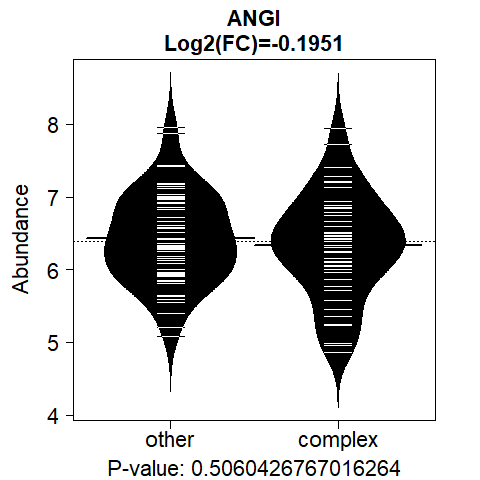 ANGI
Log2(FC)=-0.1951
Abundance
8
7
6
5
4
other complex
P-value: 0.5060426767016264